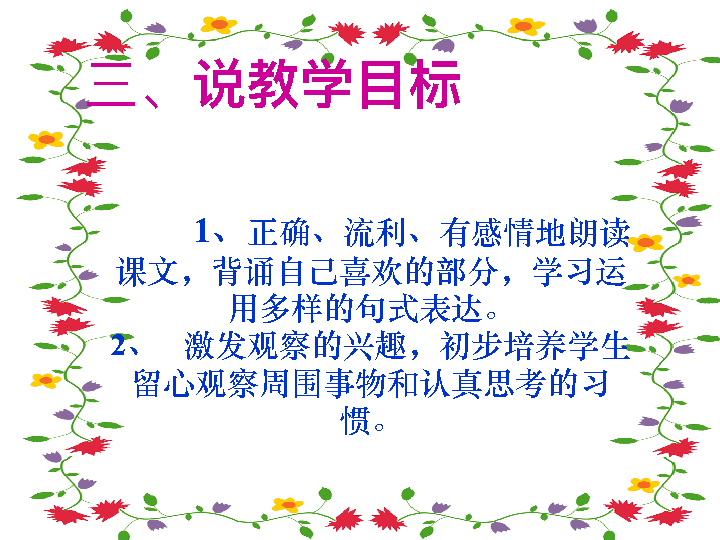 三、说教学目标
1、正确、流利、有感情地朗读
课文，背诵自己喜欢的部分，学习运
用多样的句式表达。
2、 激发观察的兴趣，初步培养学生
留心观察周围事物和认真思考的习
惯。